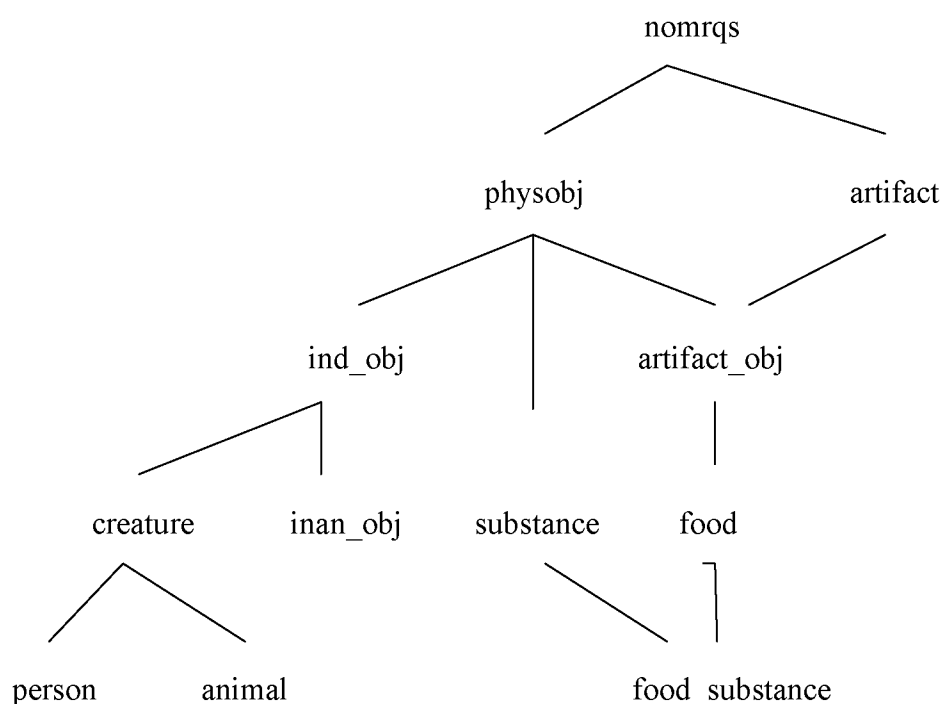 nomrqs
physobj artifact
ind_obj artifact_obj
creature inan_obj substance food
person animal food_substance